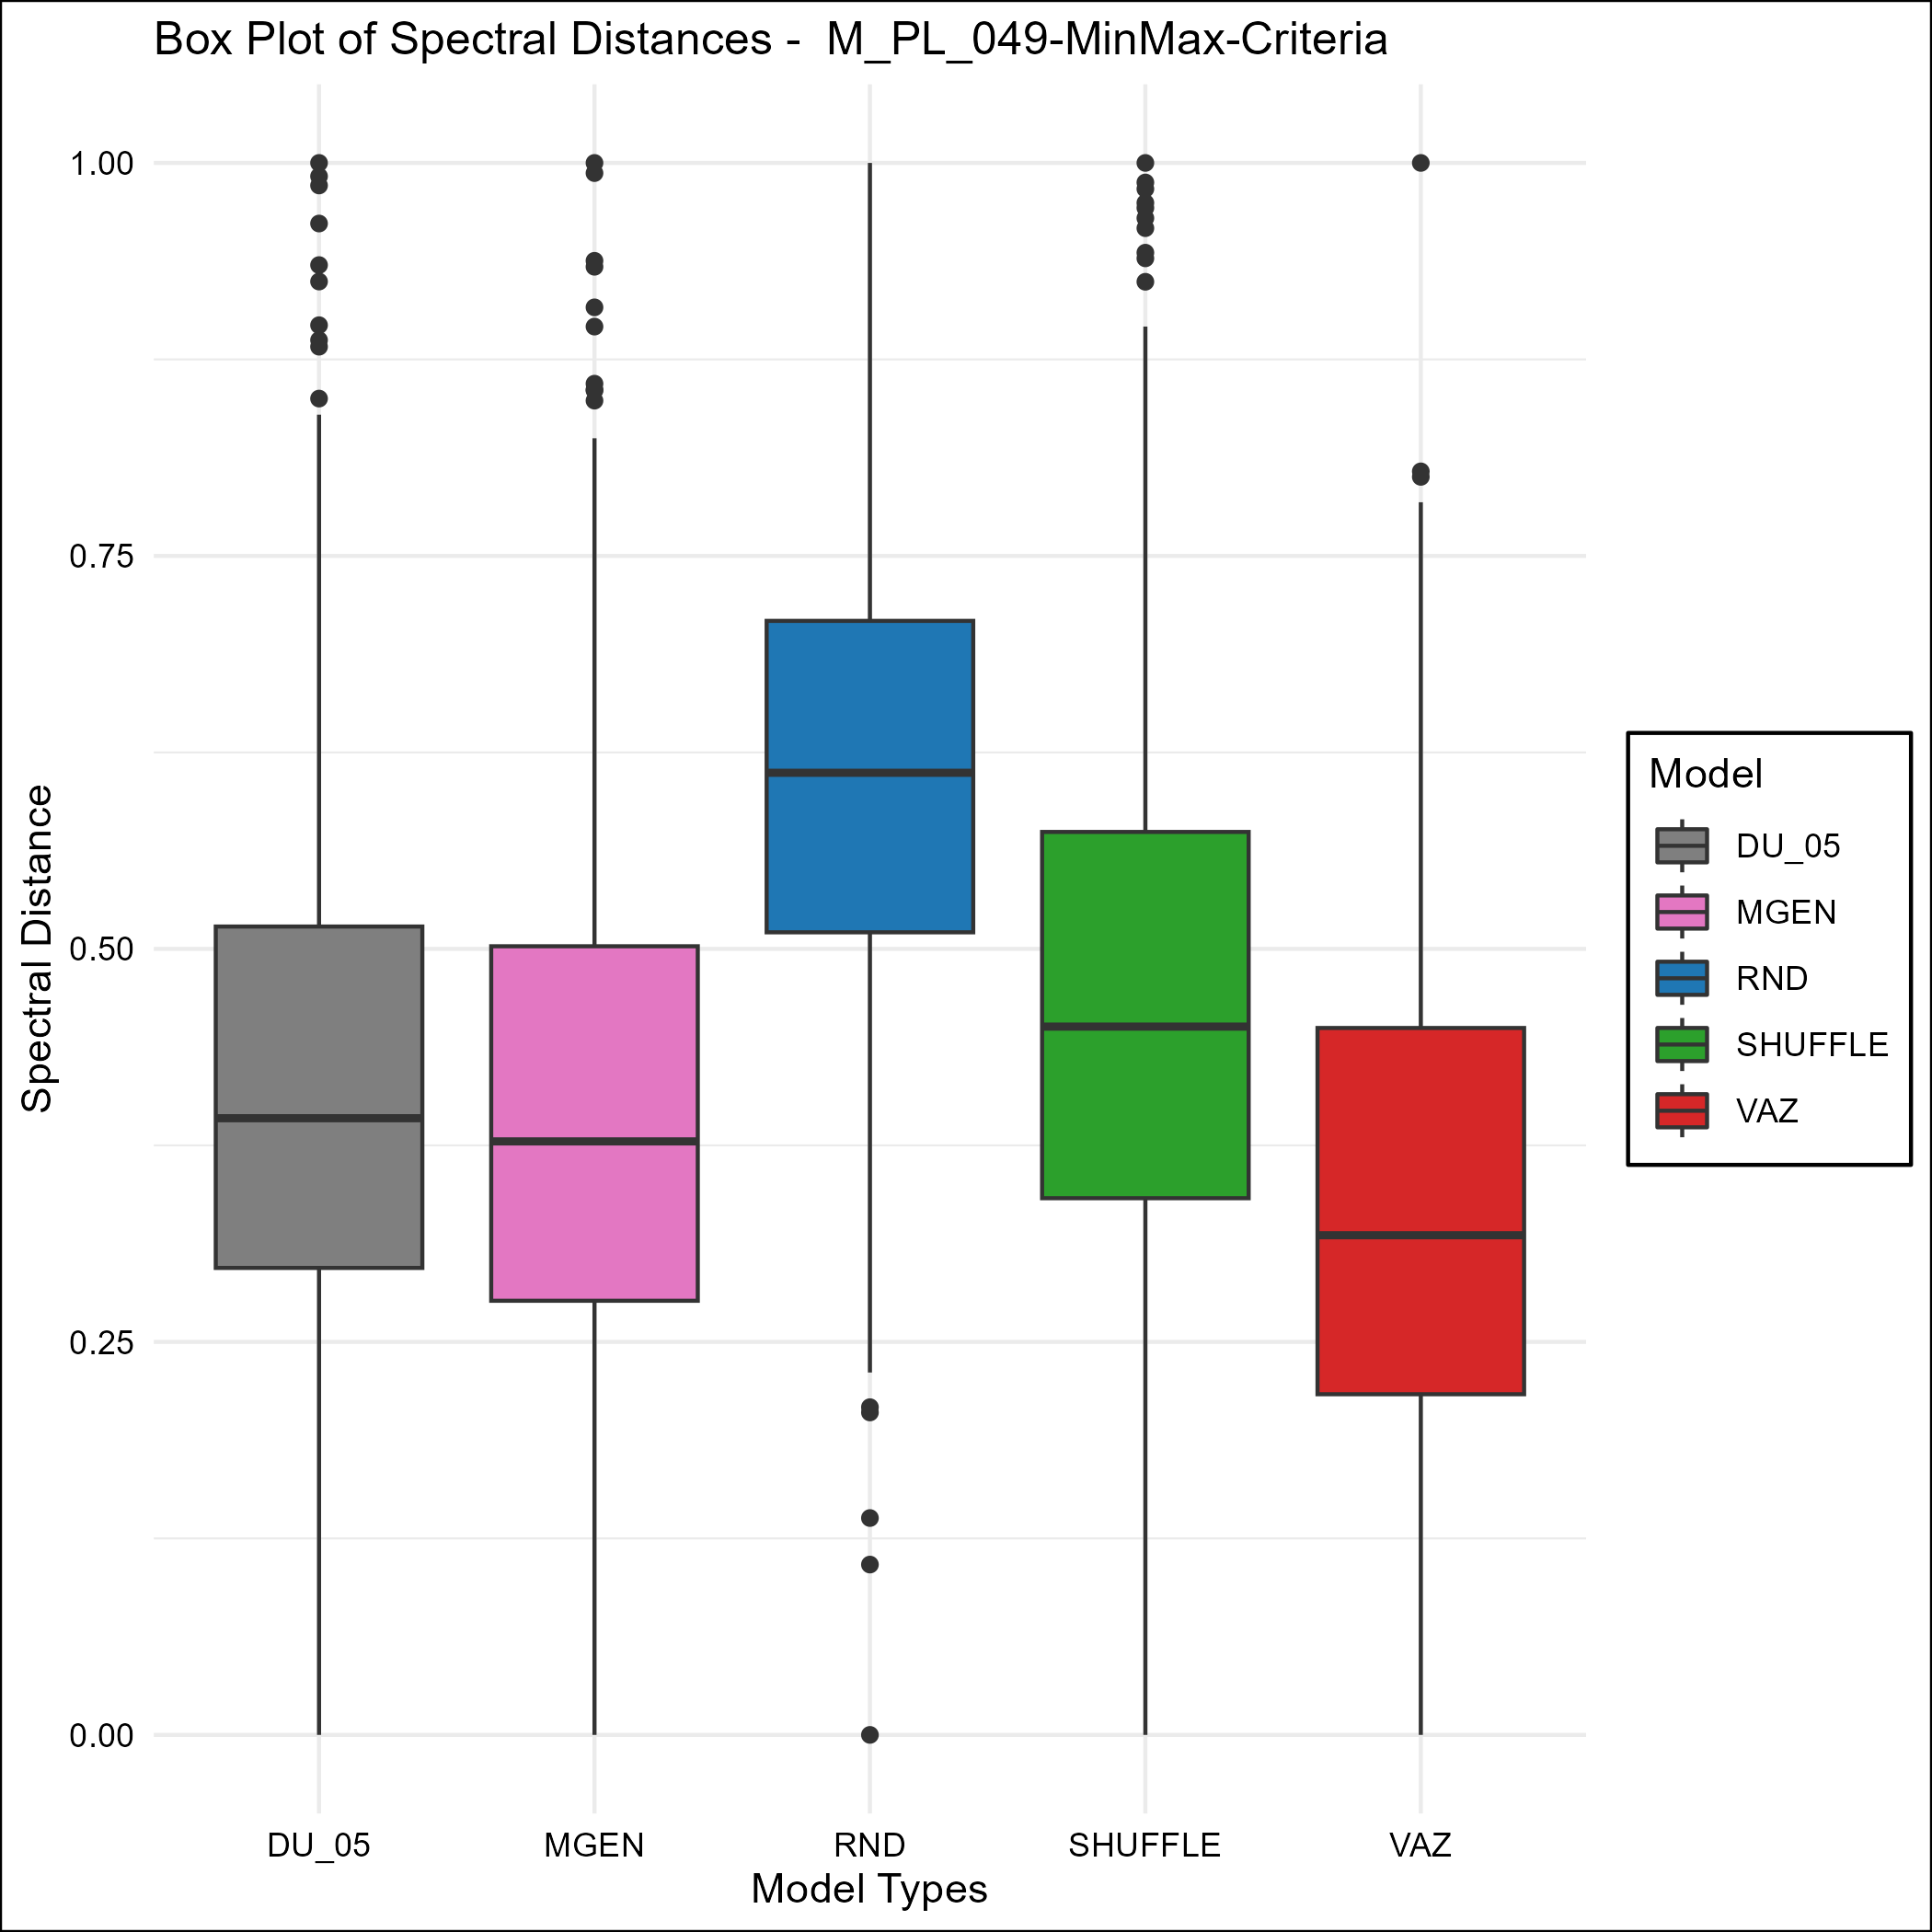 Box Plot of Spectral Distances -  M_PL_049-MinMax-Criteria
1.00
0.75
0.50
0.25
0.00
Spectral Distance
DU_05
MGEN
RND
SHUFFLE
VAZ
Model Types
Model
DU_05
MGEN
RND
SHUFFLE
VAZ